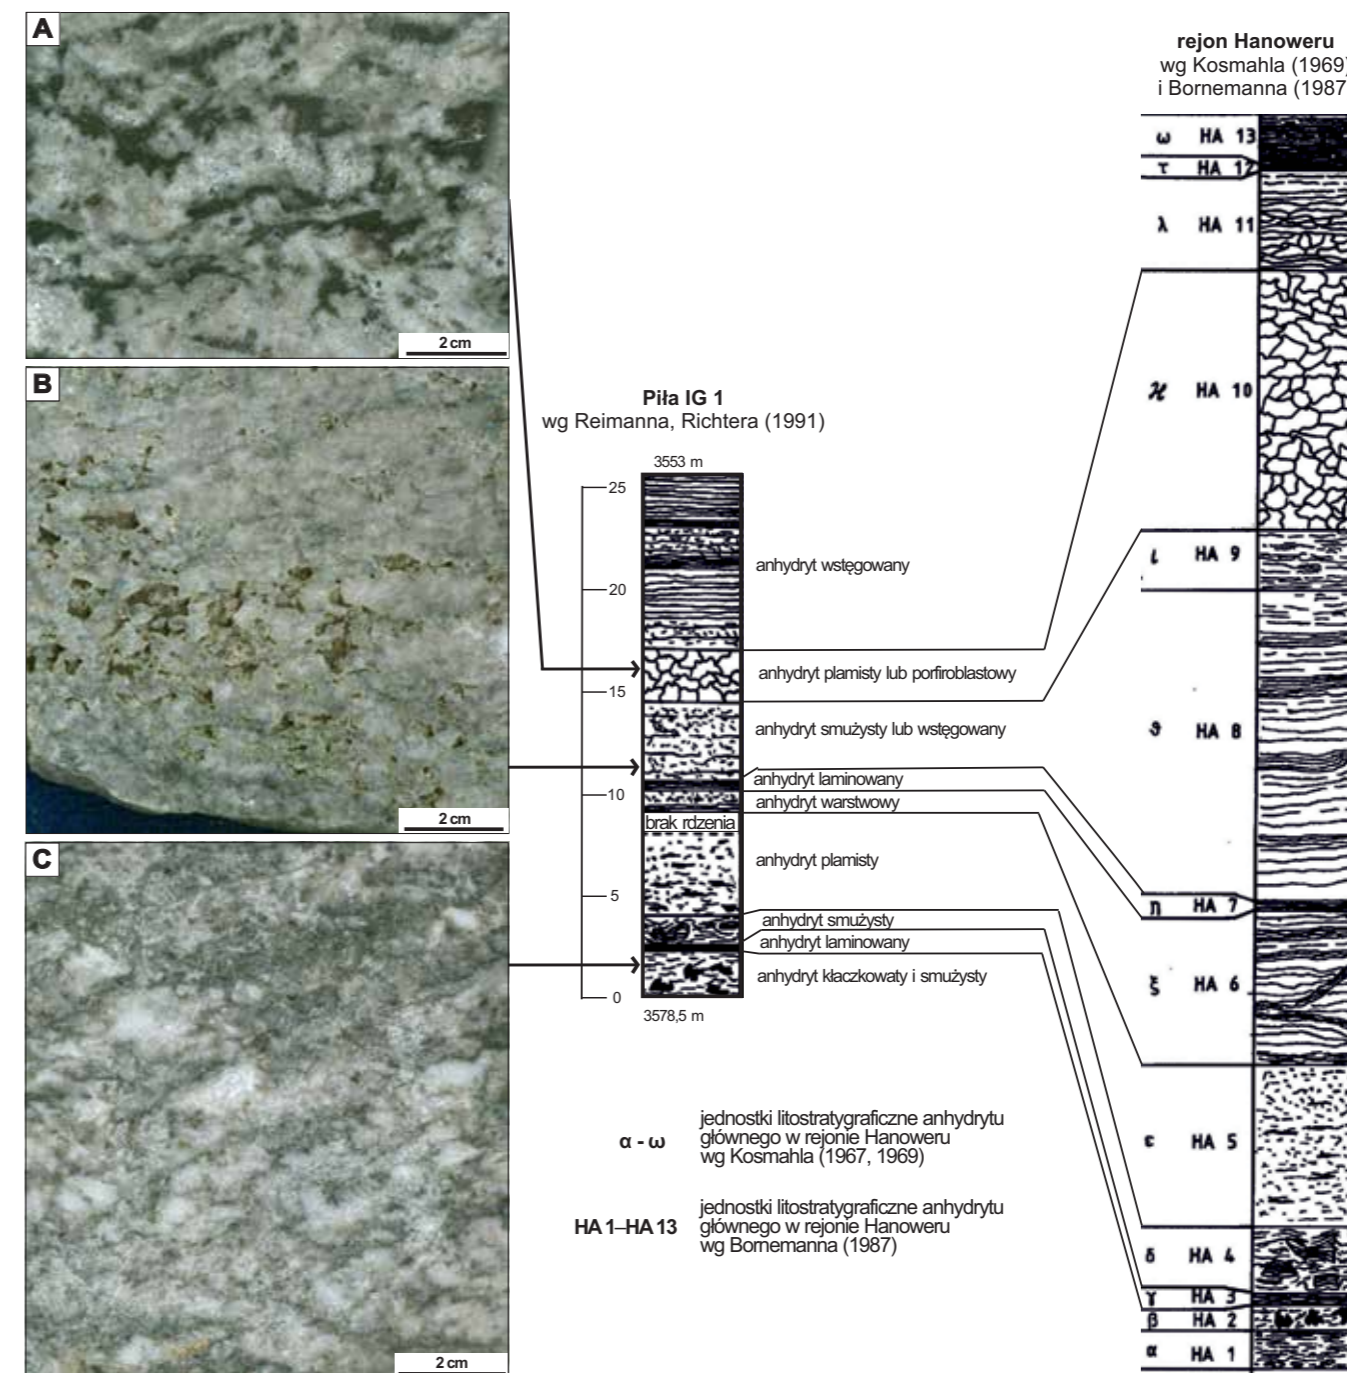 A
2 cm
B
2 cm
C
2 cm
Piła IG 1
wg Reimanna, Richtera (1991)
3553 m
25
20
15
10
5
0
3578,5 m
anhydryt wstęgowany
anhydryt plamisty lub porfiroblastowy
anhydryt smużysty lub wstęgowany
anhydryt laminowany
anhydryt warstwowy
brak rdzenia
anhydryt plamisty
anhydryt smużysty
anhydryt laminowany
anhydryt kłaczkowaty i smużysty
α - ω
jednostki litostratygraficzne anhydrytu
głównego w rejonie Hanoweru
wg Kosmahla (1967, 1969)
HA 1–HA 13
jednostki litostratygraficzne anhydrytu
głównego w rejonie Hanoweru
wg Bornemanna (1987)
rejon Hanoweru
wg Kosmahla (1969)
i Bornemanna (1987
ω HA 13
τ HA 12
λ HA 11
ϰ HA 10
ι HA 9
ϑ HA 8
η HA 7
ξ HA 6
ε HA 5
δ HA 4
γ HA 3
β HA 2
α HA 1